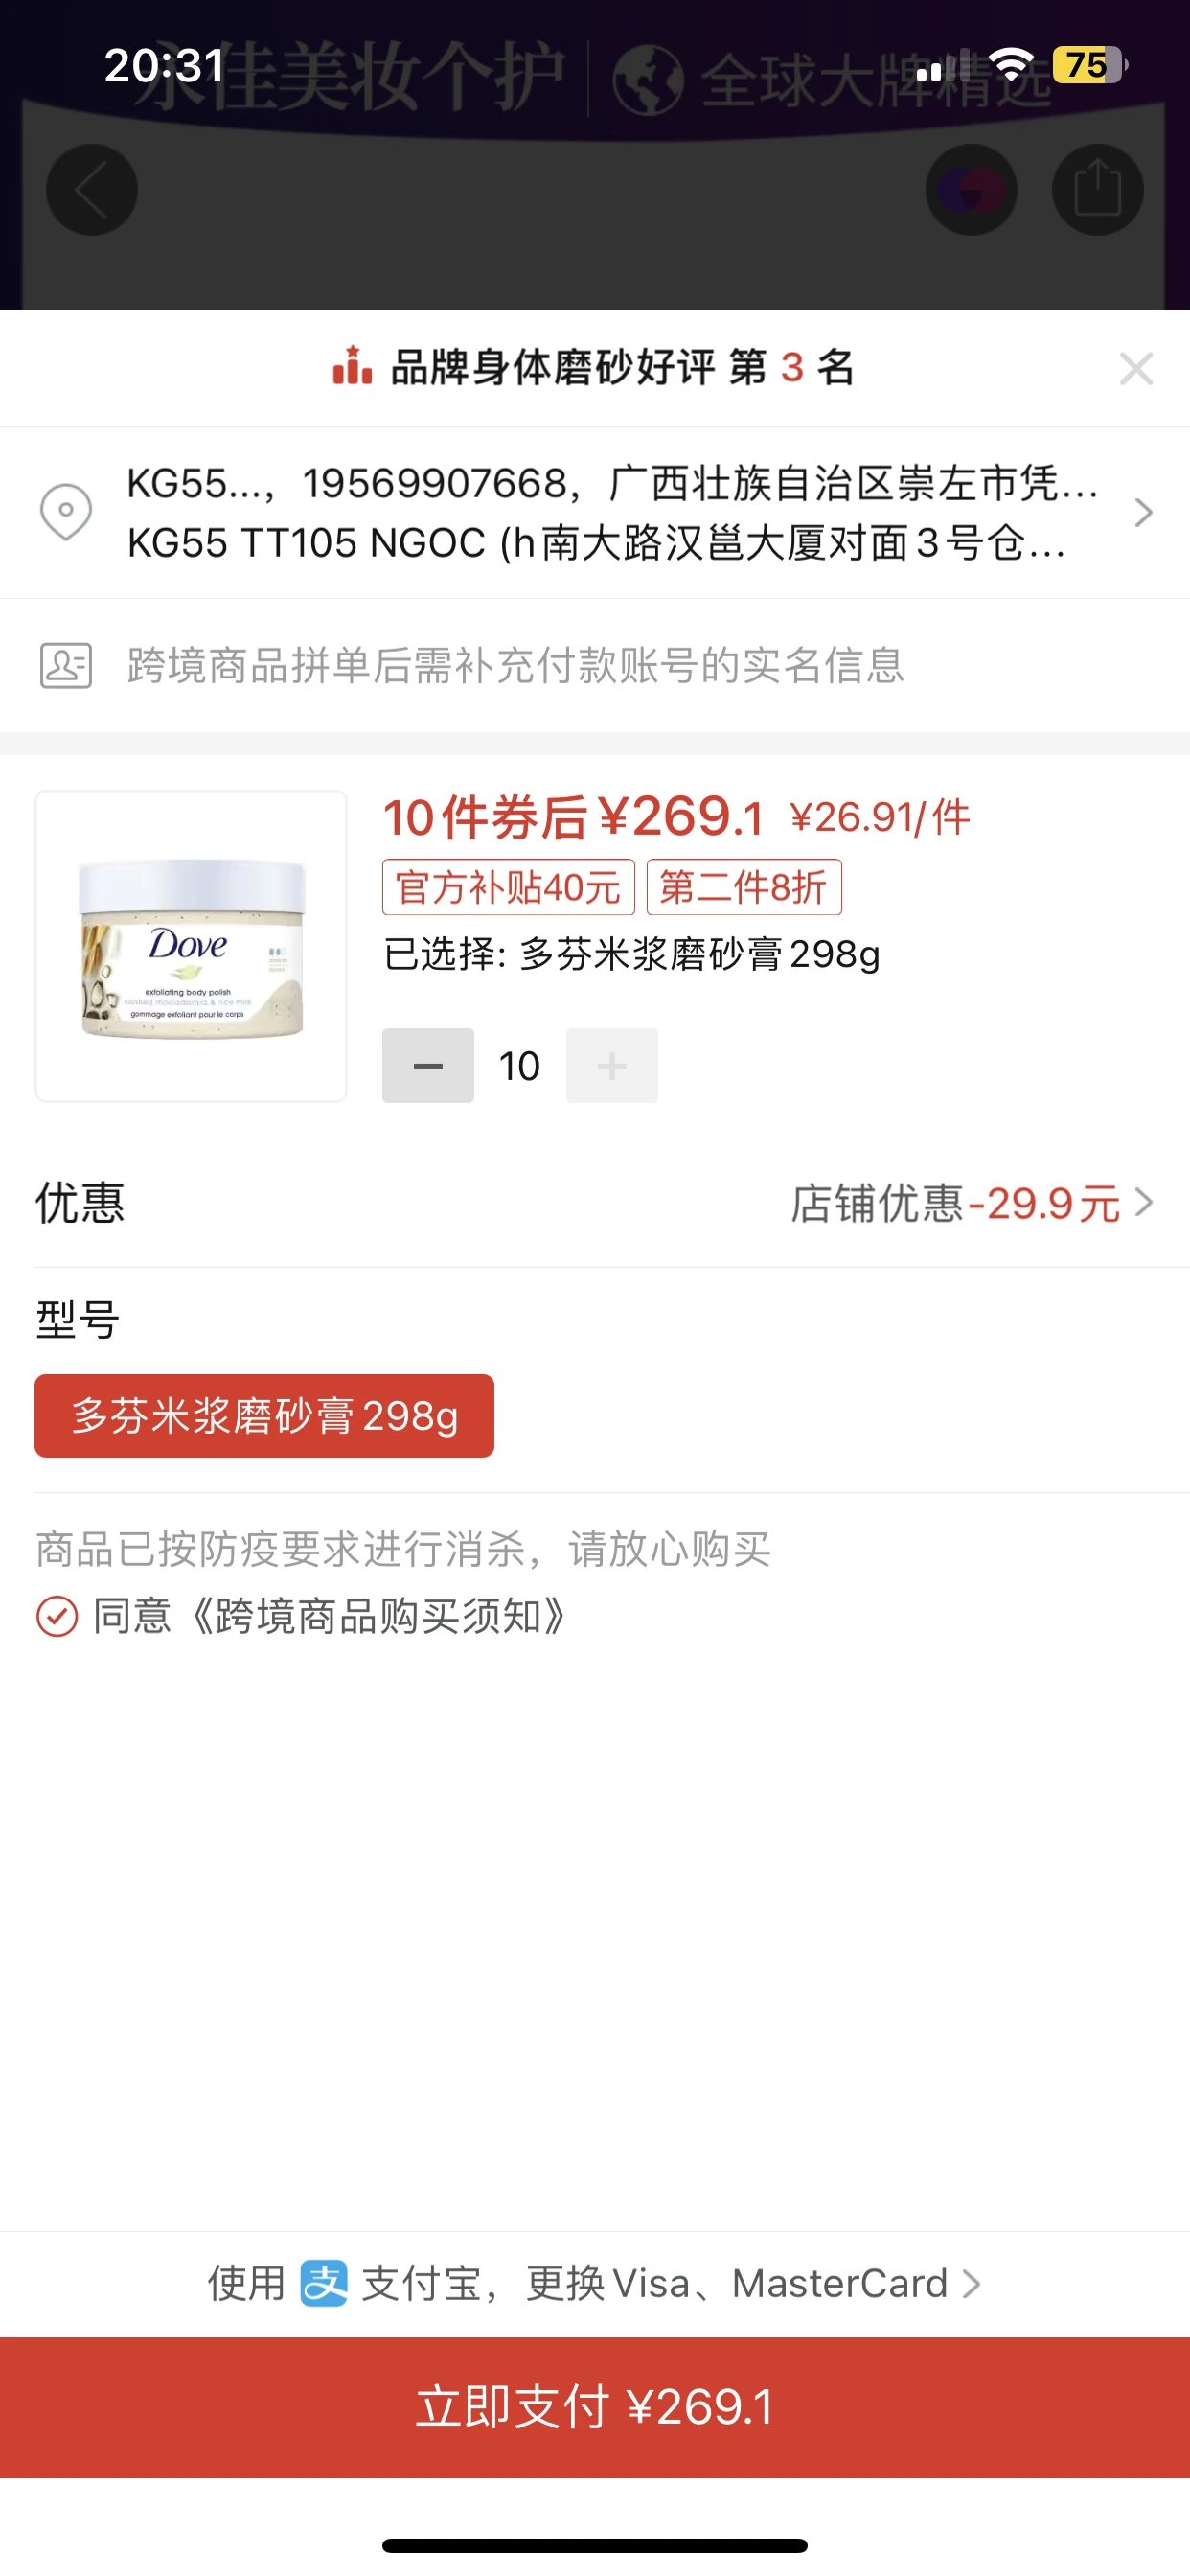 20:31
75
永佳美妆个护
全球大牌精选
品牌身体磨砂好评 第 3 名
KG55..., 19569907668, 广西壮族自治区崇左市凭...
KG55 TT105 NGOC (h南大路汉邕大厦对面3号仓...
跨境商品拼单后需补充付款账号的实名信息
10件券后¥269.1 ¥26.91/件
官方补贴40元 第二件8折
已选择: 多芬米浆磨砂膏298g
Dove
exfoliating body polish
crushed macadamia & rice milk
gommage exfoliant pour le corps
10
优惠 店铺优惠-29.9元
型号
多芬米浆磨砂膏298g
商品已按防疫要求进行消杀，请放心购买
同意《跨境商品购买须知》
使用 支 支付宝，更换Visa、MasterCard
立即支付 ¥269.1